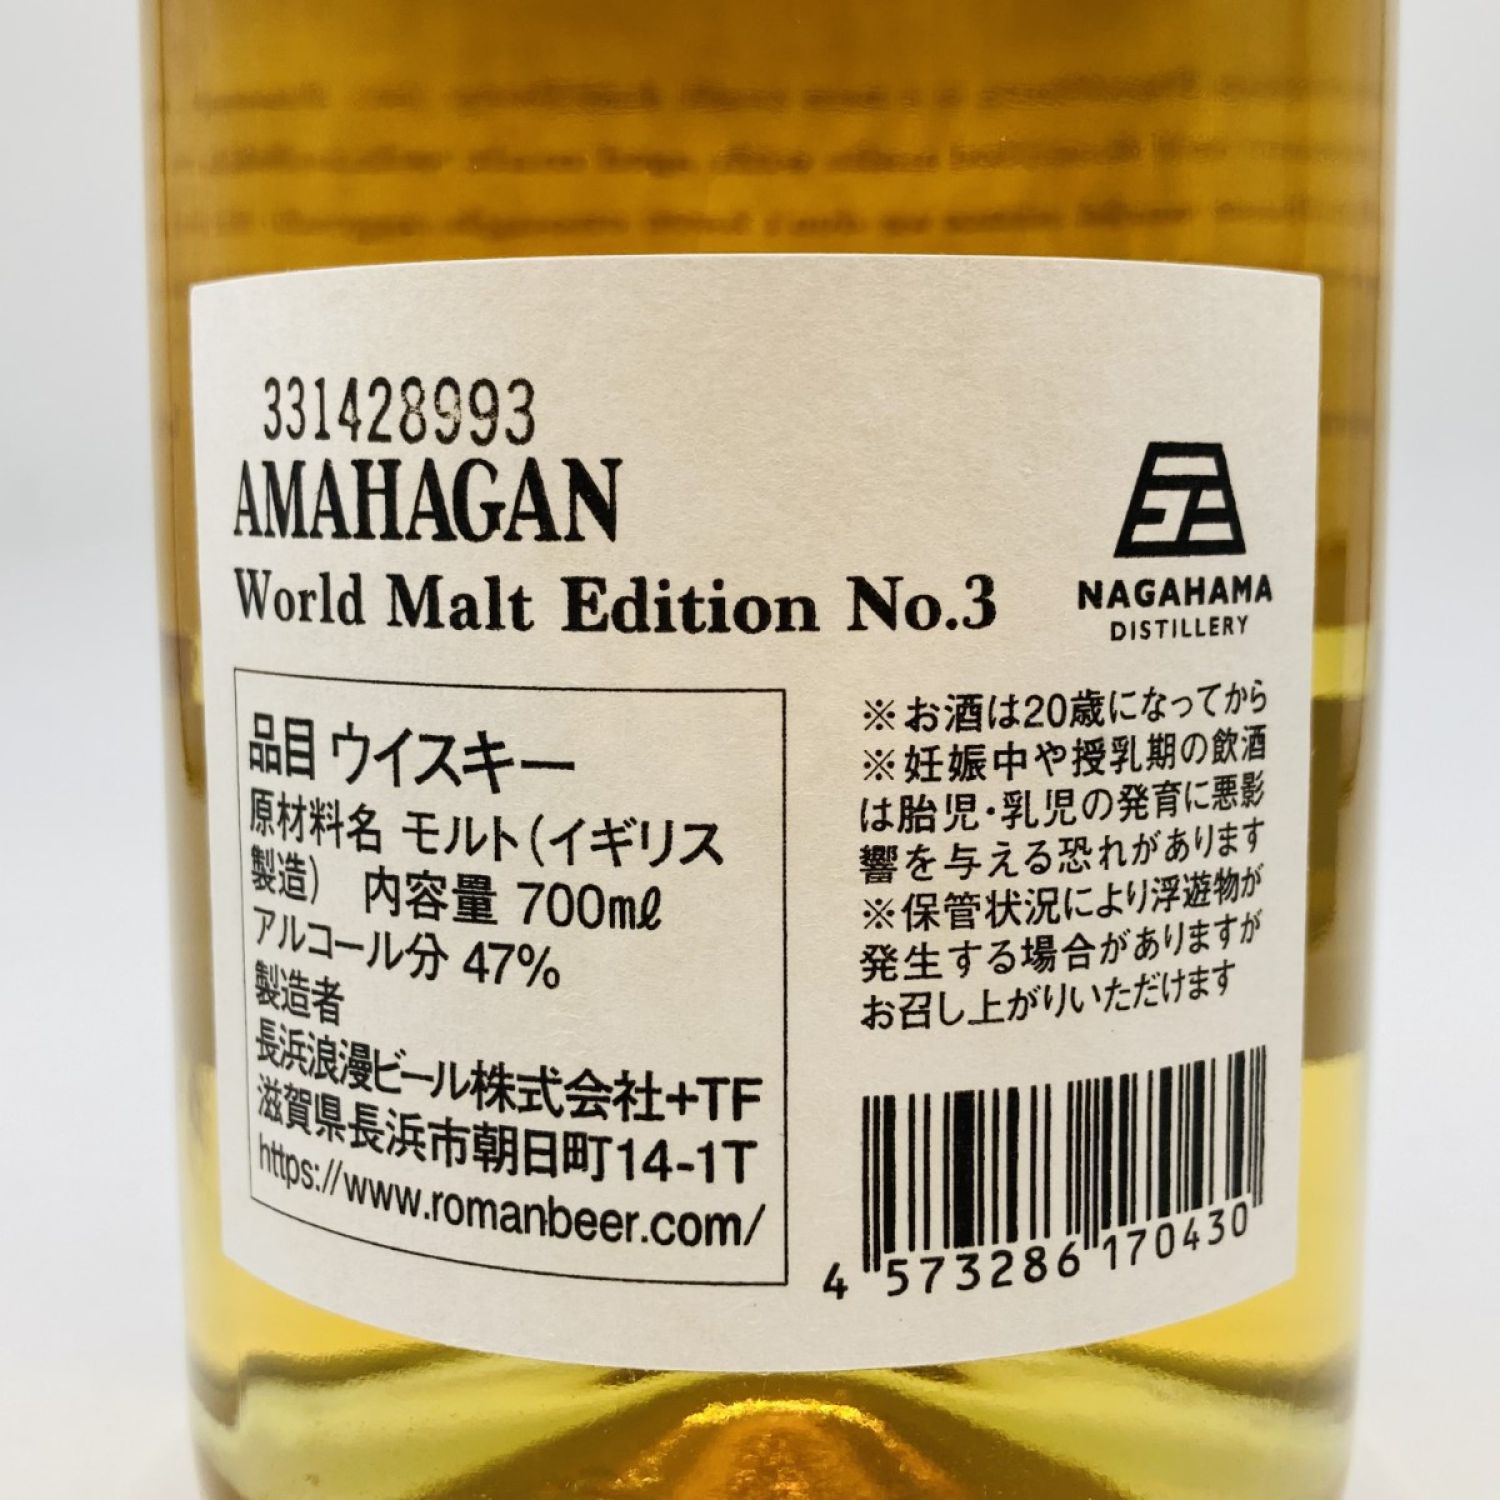 331428993
AMAHAGAN
World Malt Edition No.3
NAGAHAMA
DISTILLERY
品目 ウイスキー
原材料名 モルト(イギリス
製造) 内容量 700mℓ
アルコール分 47%
製造者
長浜浪漫ビール株式会社+TF
滋賀県長浜市朝日町14-1T
https://www.romanbeer.com/
※お酒は20歳になってから
※妊娠中や授乳期の飲酒
は胎児・乳児の発育に悪影
響を与える恐れがあります
※保管状況により浮遊物が
発生する場合がありますが
お召し上がりいただけます
4 573286 170430